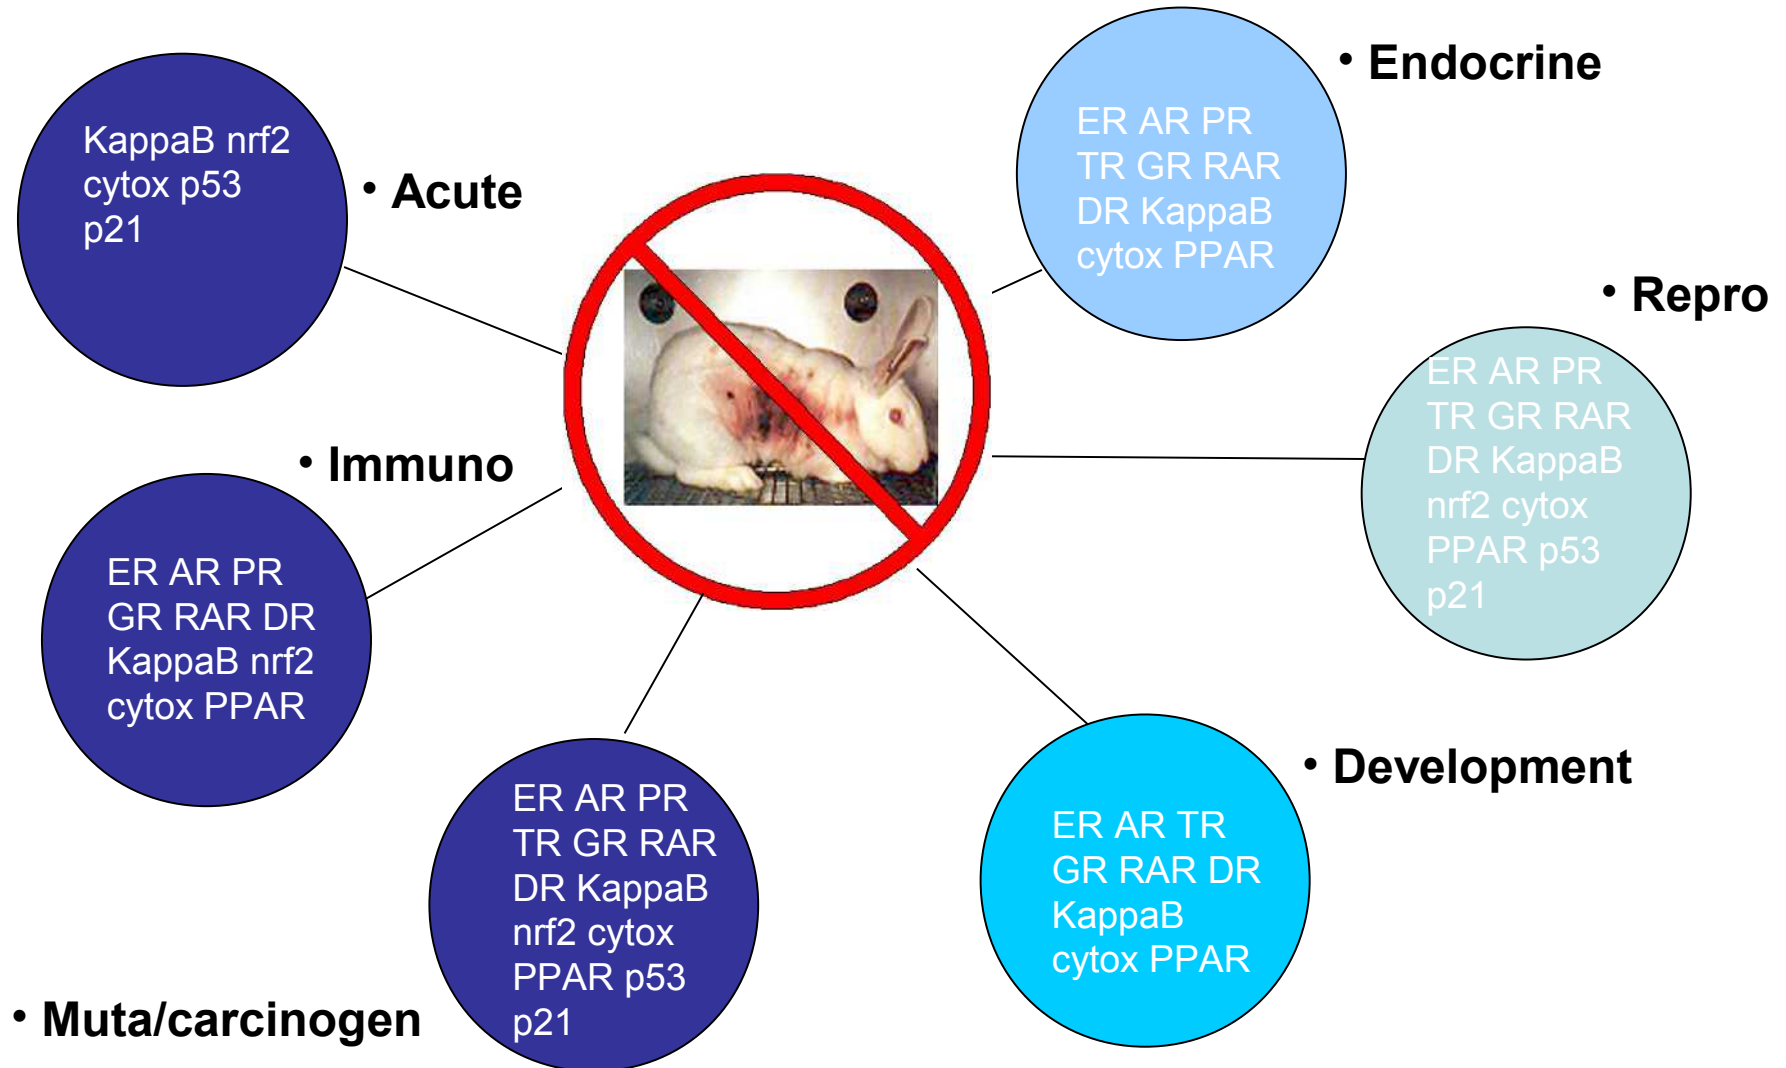 • Acute
KappaB nrf2
cytox p53
p21
• Endocrine
ER AR PR
TR GR RAR
DR KappaB
cytox PPAR
• Repro
ER AR PR
TR GR RAR
DR KappaB
nrf2 cytox
PPAR p53
p21
• Immuno
ER AR PR
GR RAR DR
KappaB nrf2
cytox PPAR
• Development
ER AR TR
GR RAR DR
KappaB
cytox PPAR
• Muta/carcinogen
ER AR PR
TR GR RAR
DR KappaB
nrf2 cytox
PPAR p53
p21